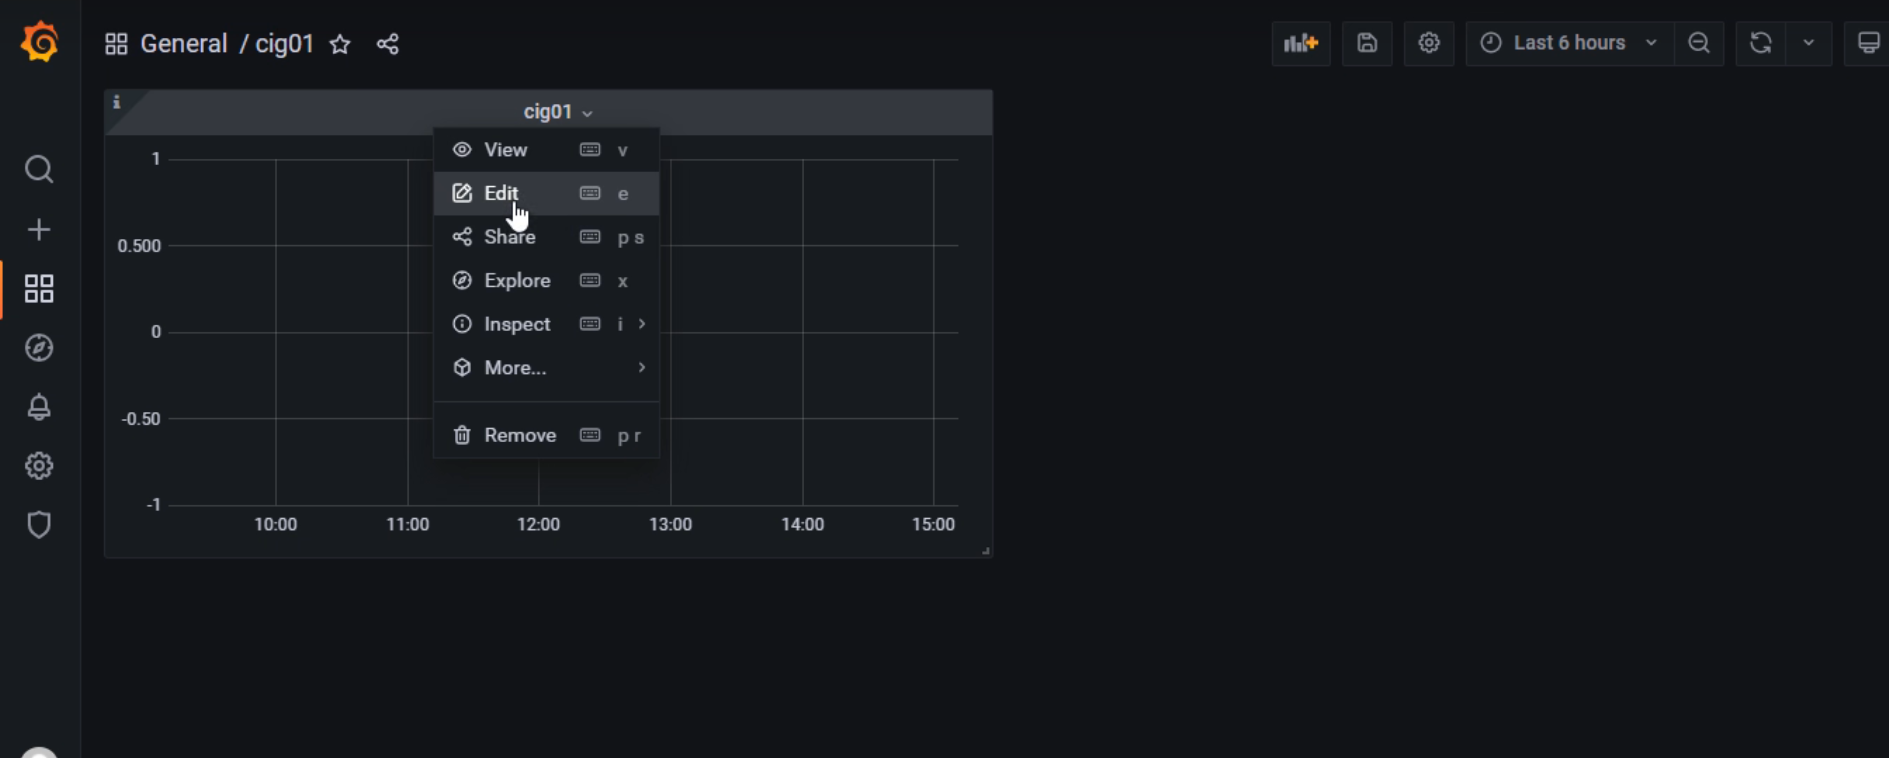 General / cig01
Last 6 hours
i
cig01
View v
Edit e
Share p s
Explore x
Inspect i
More...
Remove p r
1
0.500
0
-0.50
-1
10:00 11:00 12:00 13:00 14:00 15:00